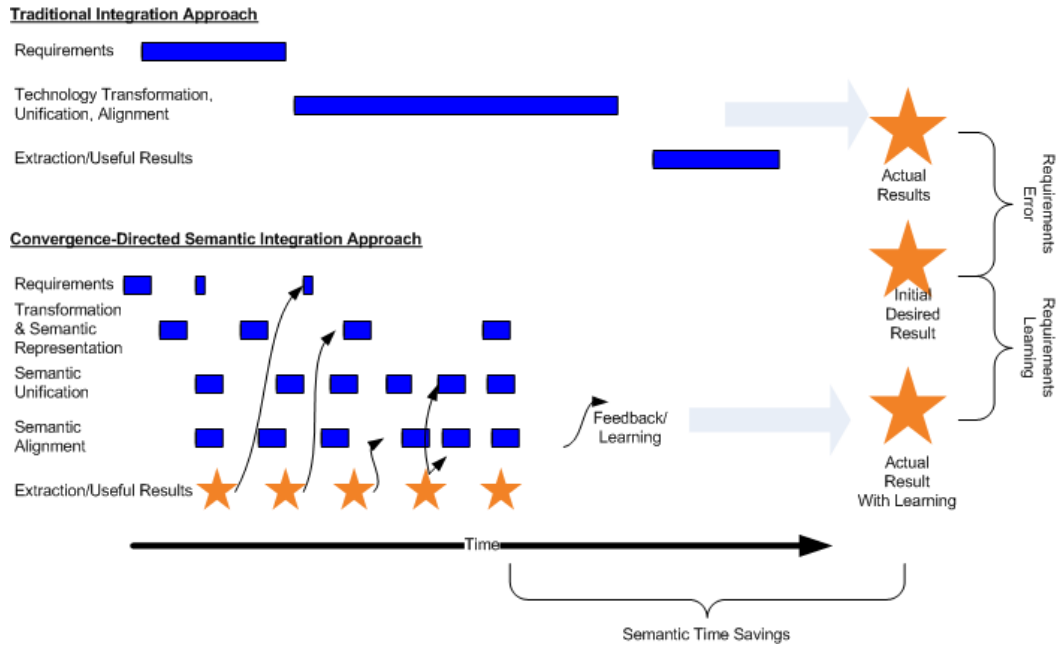 Traditional Integration Approach
Requirements
Technology Transformation,
Unification, Alignment
Extraction/Useful Results
Actual
Results
Requirements
Error
Convergence-Directed Semantic Integration Approach
Requirements
Transformation
& Semantic
Representation
Initial
Desired
Result
Requirements
Learning
Semantic
Unification
Semantic
Alignment
Feedback/
Learning
Extraction/Useful Results
Actual
Result
With Learning
Time
Semantic Time Savings